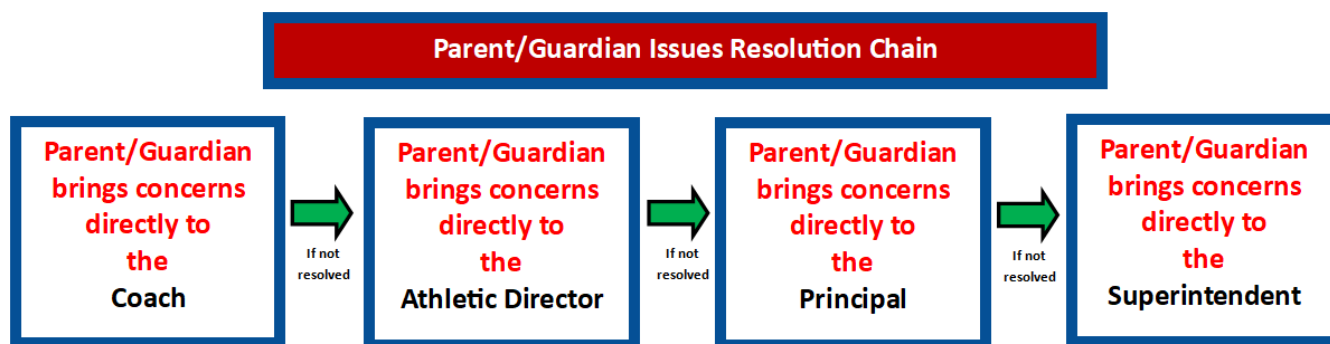 Parent/Guardian Issues Resolution Chain
Parent/Guardian
brings concerns
directly to
the
Coach
If not
resolved
Parent/Guardian
brings concerns
directly to
the
Athletic Director
If not
resolved
Parent/Guardian
brings concerns
directly to
the
Principal
If not
resolved
Parent/Guardian
brings concerns
directly to
the
Superintendent